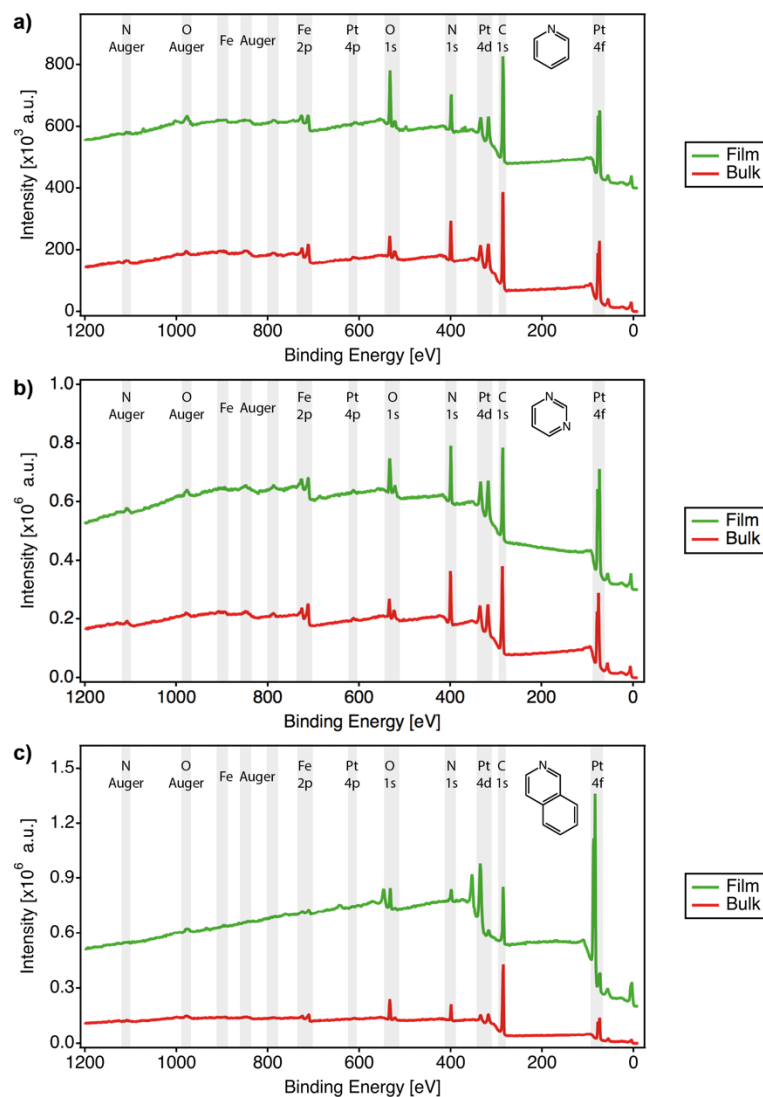 a)
N O Fe Auger Fe Pt O N Pt C Pt
Auger Auger 2p 4p 1s 1s 4d 1s 4f
N
800
600
400
200
0
Intensity [x10³ a.u.]
1200 1000 800 600 400 200 0
Binding Energy [eV]
Film
Bulk
b)
N O Fe Auger Fe Pt O N Pt C Pt
Auger Auger 2p 4p 1s 1s 4d 1s 4f
N
N
1.0
0.8
0.6
0.4
0.2
0.0
Intensity [x10⁶ a.u.]
1200 1000 800 600 400 200 0
Binding Energy [eV]
Film
Bulk
c)
N O Fe Auger Fe Pt O N Pt C Pt
Auger Auger 2p 4p 1s 1s 4d 1s 4f
N
1.5
1.2
0.9
0.6
0.3
0.0
Intensity [x10⁶ a.u.]
1200 1000 800 600 400 200 0
Binding Energy [eV]
Film
Bulk